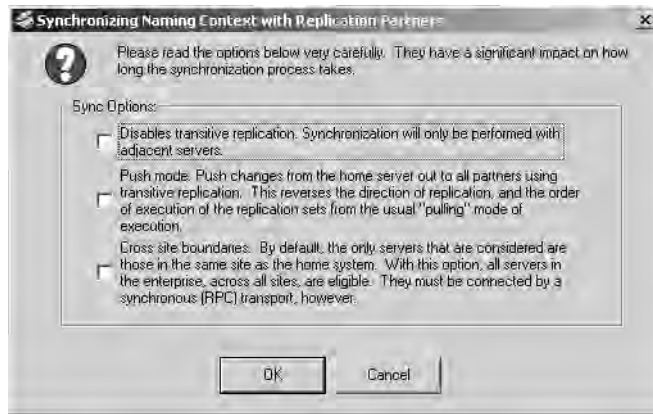 Synchronizing Naming Context with Replication Partners
Please read the options below very carefully. They have a significant impact on how
long the synchronization process takes.
Sync Options:
Disables transitive replication. Synchronization will only be performed with
adjacent servers.
Push mode. Push changes from the home server out to all partners using
transitive replication. This reverses the direction of replication, and the order
of execution of the replication sets from the usual "pulling" mode of
execution.
Cross site boundaries. By default, the only servers that are considered are
those in the same site as the home system. With this option, all servers in
the enterprise, across all sites, are eligible. They must be connected by a
synchronous (RPC) transport, however.
OK
Cancel